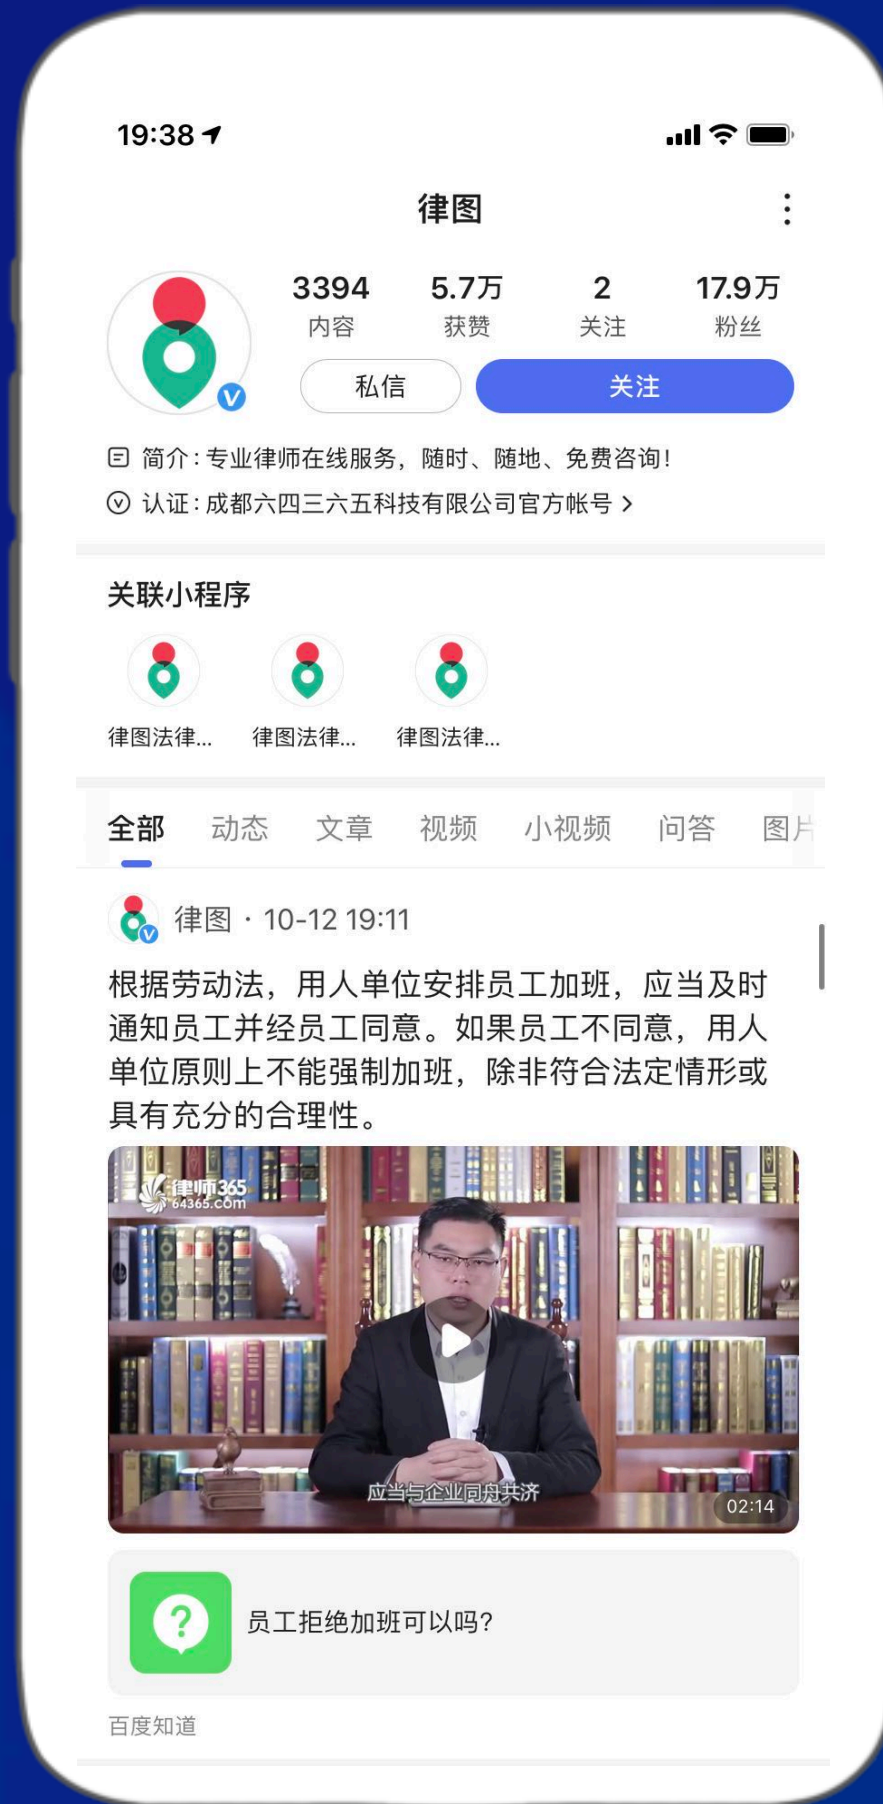 19:38
律图
3394 5.7万 2 17.9万
内容 获赞 关注 粉丝
私信 关注
简介:专业律师在线服务，随时、随地、免费咨询!
认证:成都六四三六五科技有限公司官方帐号
关联小程序
律图法律... 律图法律... 律图法律...
全部 动态 文章 视频 小视频 问答 图片
律图 · 10-12 19:11
根据劳动法，用人单位安排员工加班，应当及时
通知员工并经员工同意。如果员工不同意，用人
单位原则上不能强制加班，除非符合法定情形或
具有充分的合理性。
律师365
64365.com
应当与企业同舟共济
02:14
员工拒绝加班可以吗?
百度知道